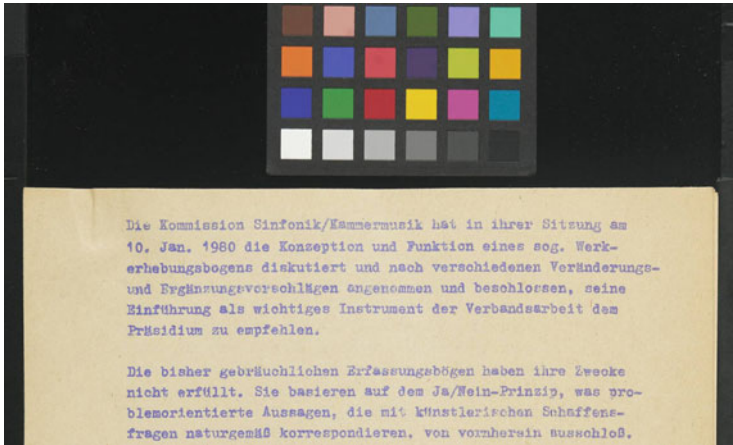 Die Kommission Sinfonik/Kammermusik hat in ihrer Sitzung am
10. Jan. 1980 die Konzeption und Funktion eines sog. Werk-
erhebungsbogens diskutiert und nach verschiedenen Veränderungs-
und Ergänzungsvorschlägen angenommen und beschlossen, seine
Einführung als wichtiges Instrument der Verbandsarbeit dem
Präsidium zu empfehlen.
Die bisher gebräuchlichen Erfassungsbögen haben ihre Zwecke
nicht erfüllt. Sie basieren auf dem Ja/Nein-Prinzip, was pro-
blemorientierte Aussagen, die mit künstlerischen Schaffens-
fragen naturgemäß korrespondieren, von vornherein ausschloß.